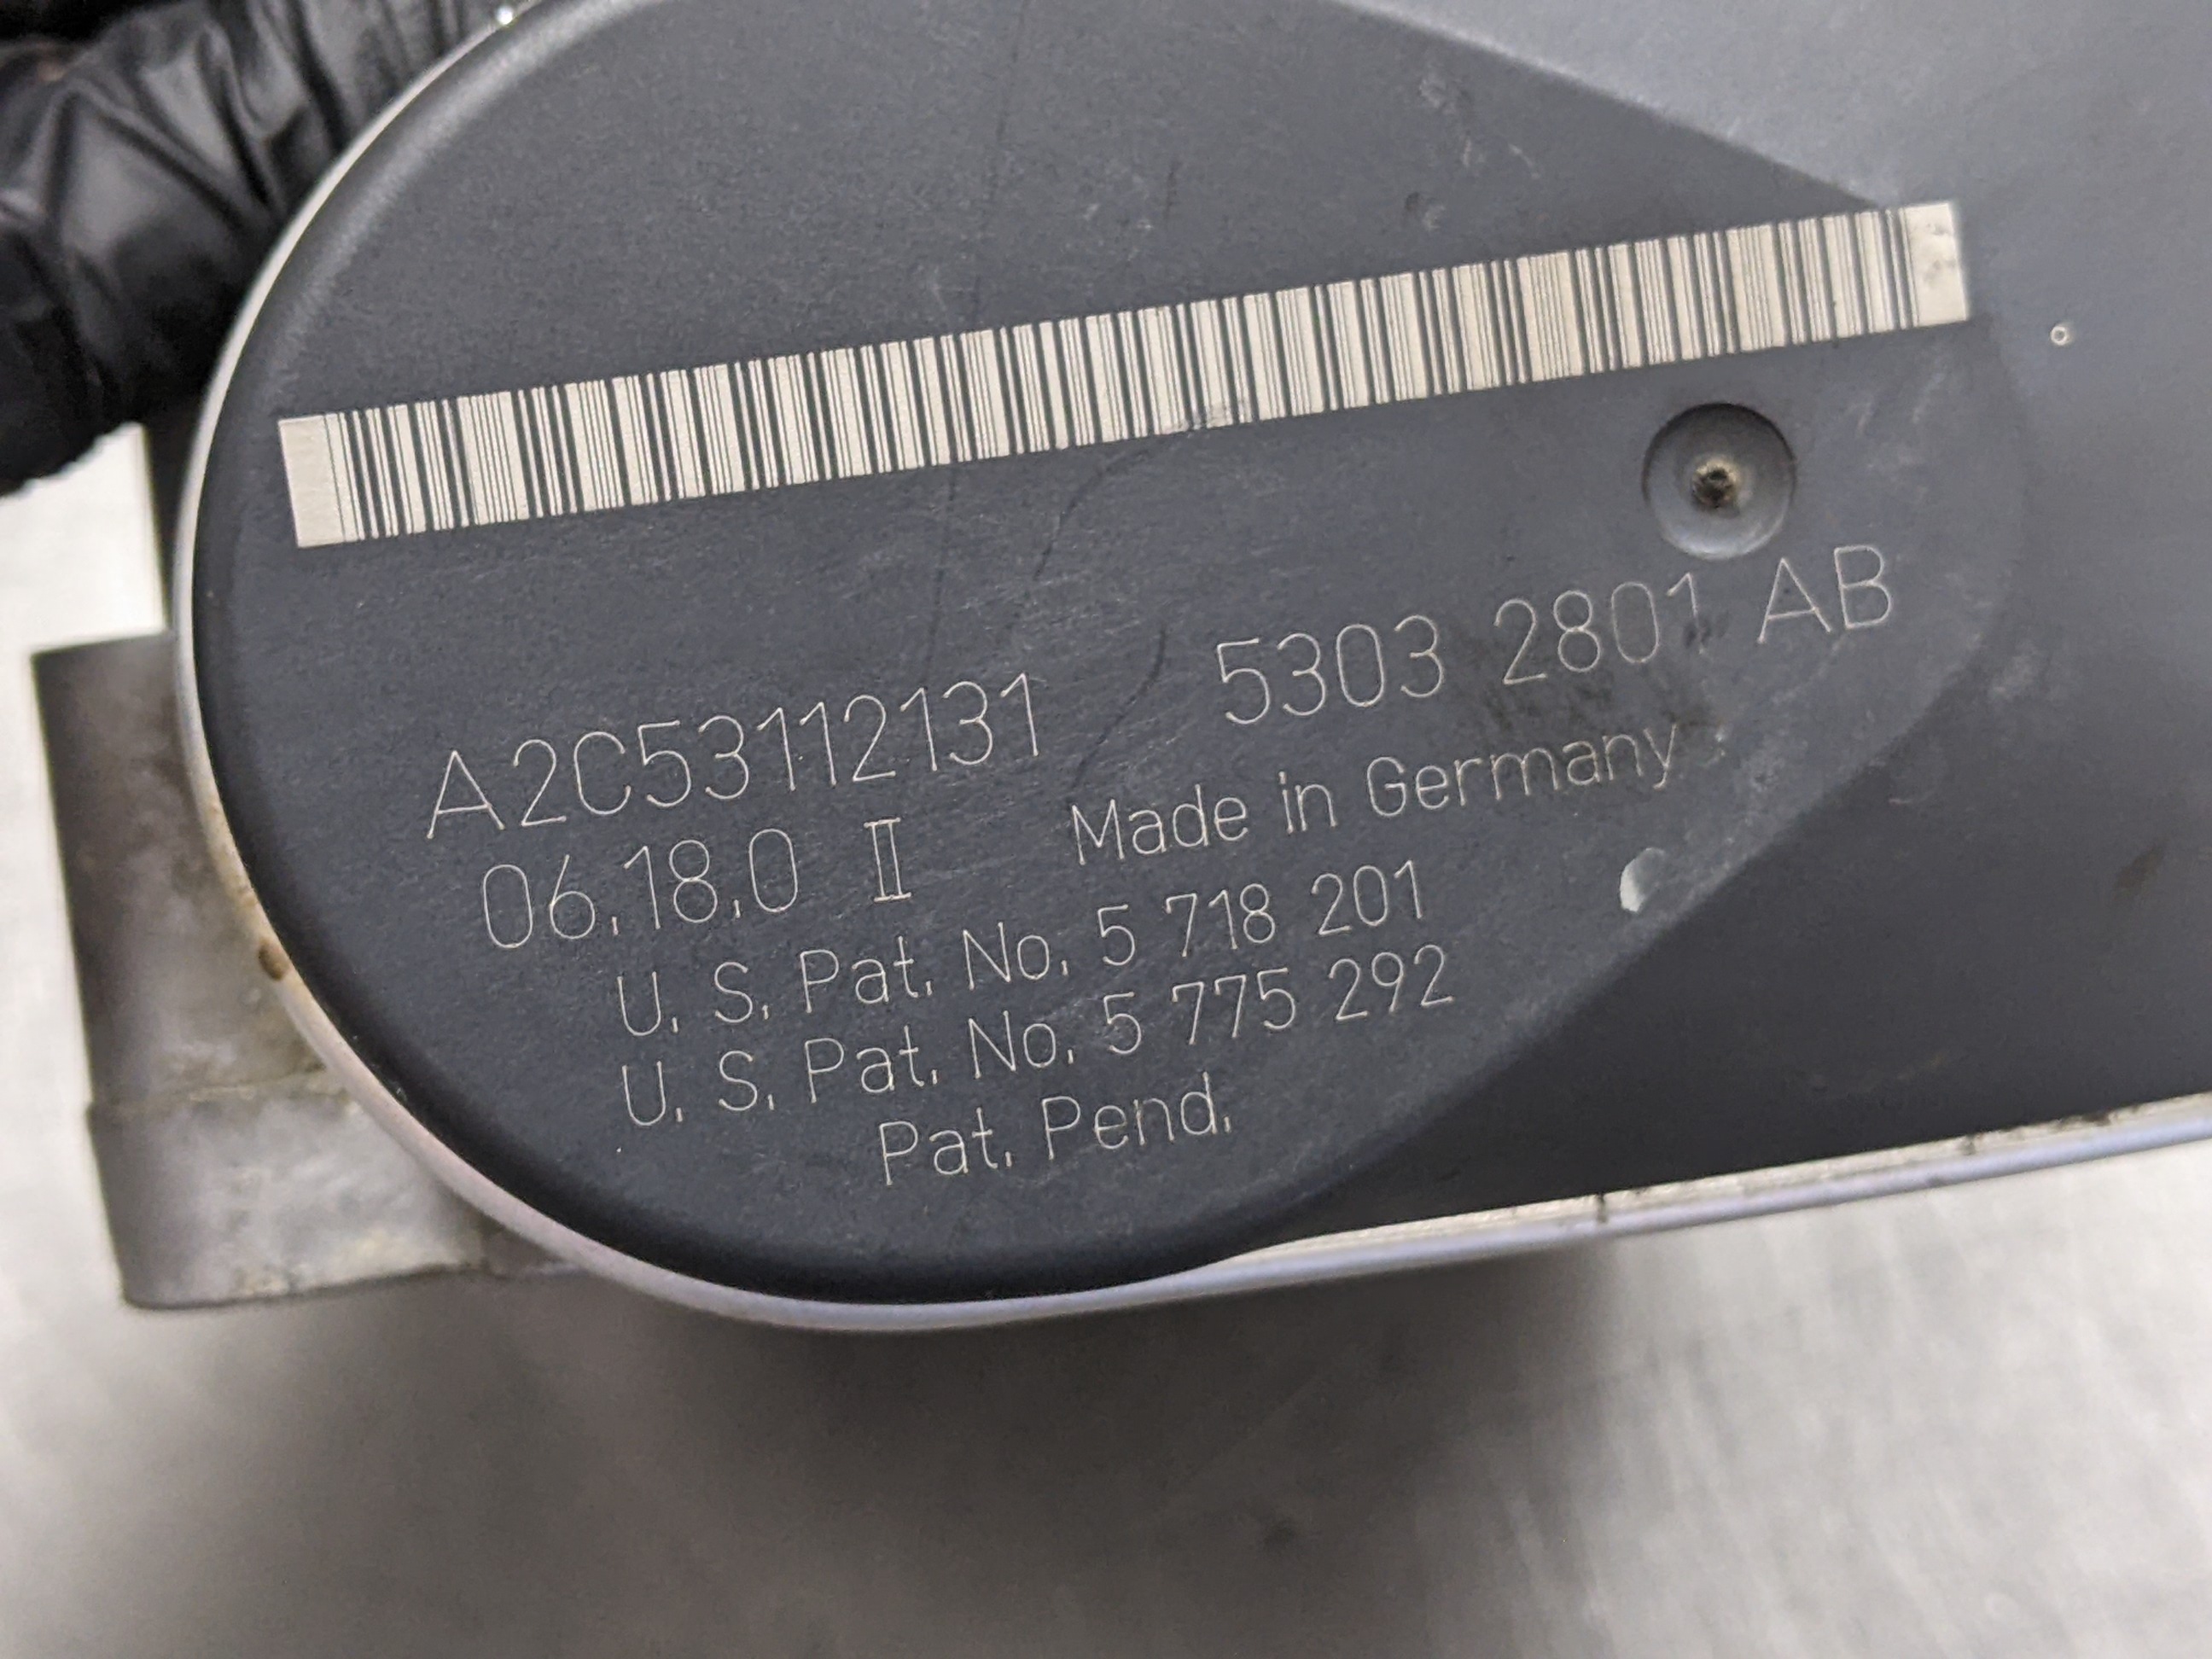 A2C53112131 5303 2801 AB
06.18.0 II Made in Germany
U. S. Pat. No. 5 718 201
U. S. Pat. No. 5 775 292
Pat. Pend.